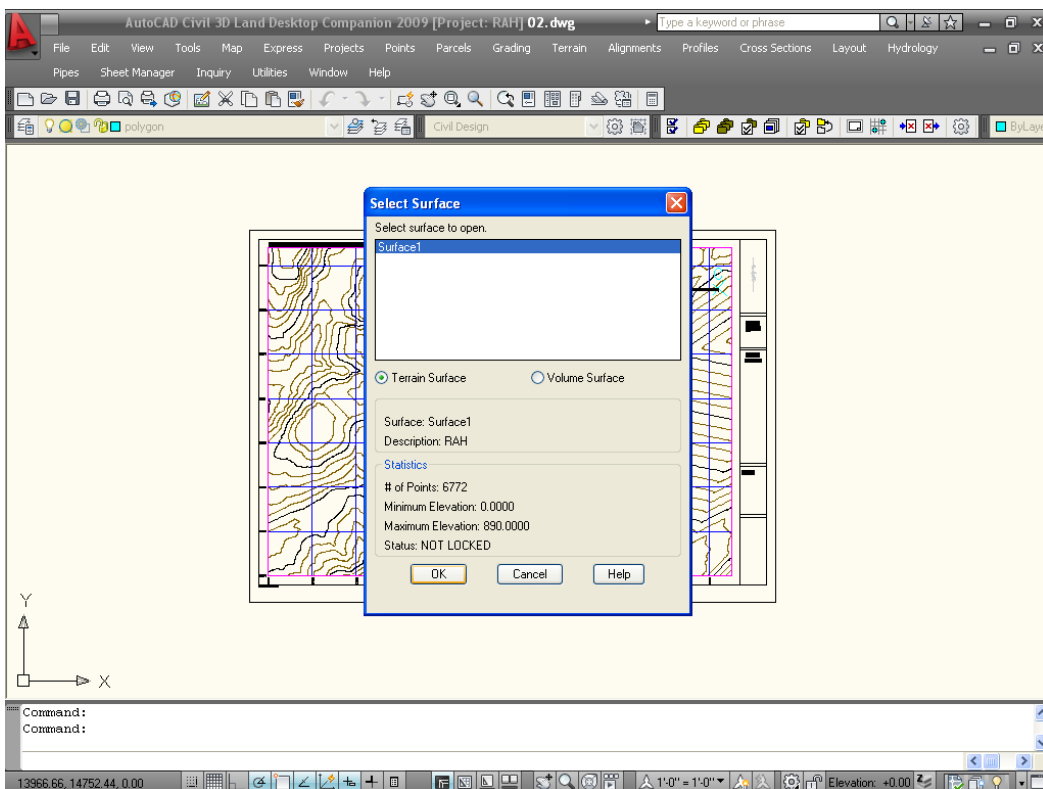 AutoCAD Civil 3D Land Desktop Companion 2009 [Project: RAH] 02.dwg
Type a keyword or phrase
File Edit View Tools Map Express Projects Points Parcels Grading Terrain Alignments Profiles Cross Sections Layout Hydrology
Pipes Sheet Manager Inquiry Utilities Window Help
polygon
Civil Design
ByLaye
Select Surface
Select surface to open.
Surface1
Terrain Surface
Volume Surface
Surface: Surface1
Description: RAH
Statistics
# of Points: 6772
Minimum Elevation: 0.0000
Maximum Elevation: 890.0000
Status: NOT LOCKED
OK Cancel Help
Y
X
Command:
Command:
13966.66, 14752.44, 0.00
1'-0" = 1'-0"
Elevation: +0.00